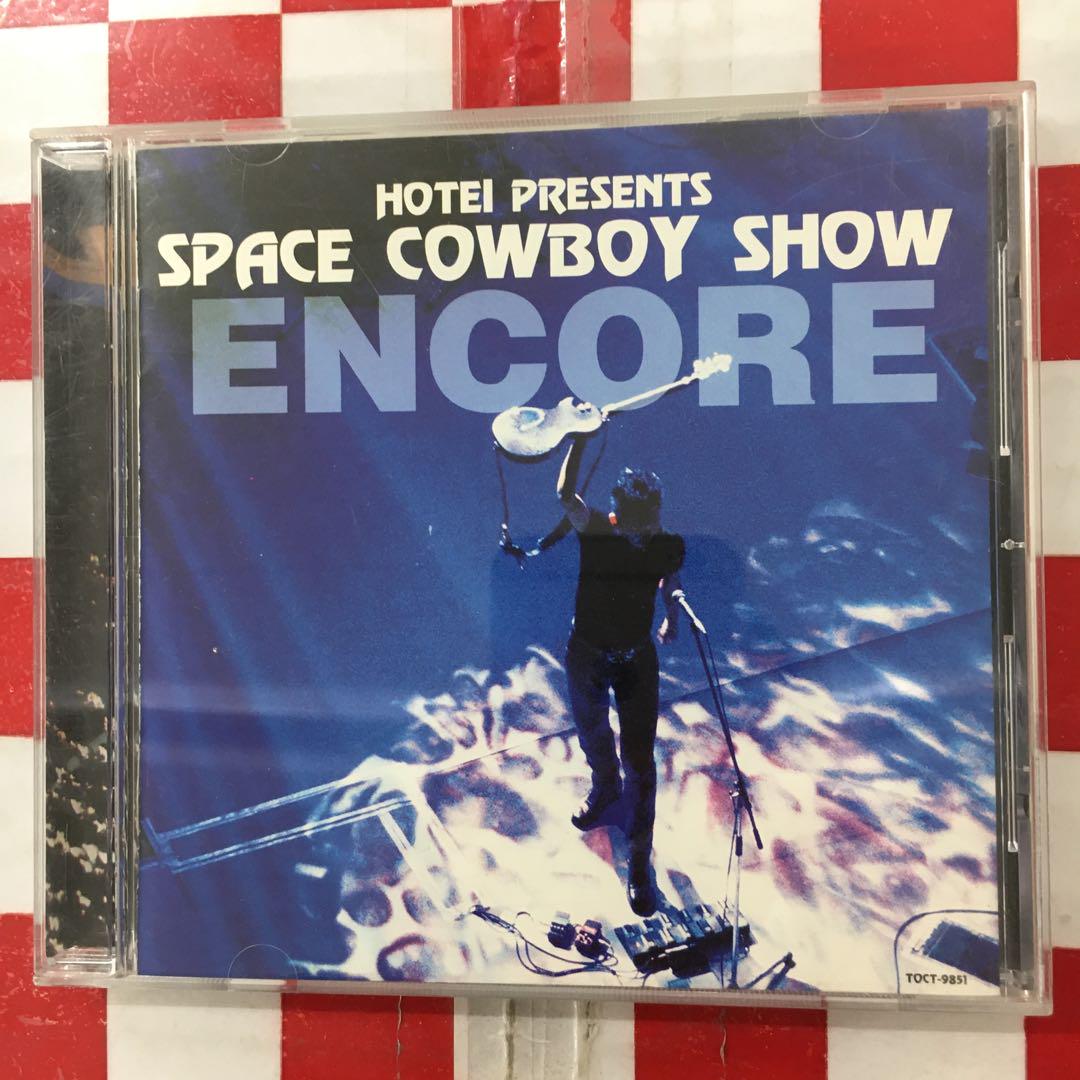 HOTEI PRESENTS
SPACE COWBOY SHOW
ENCORE
TOCT-9851